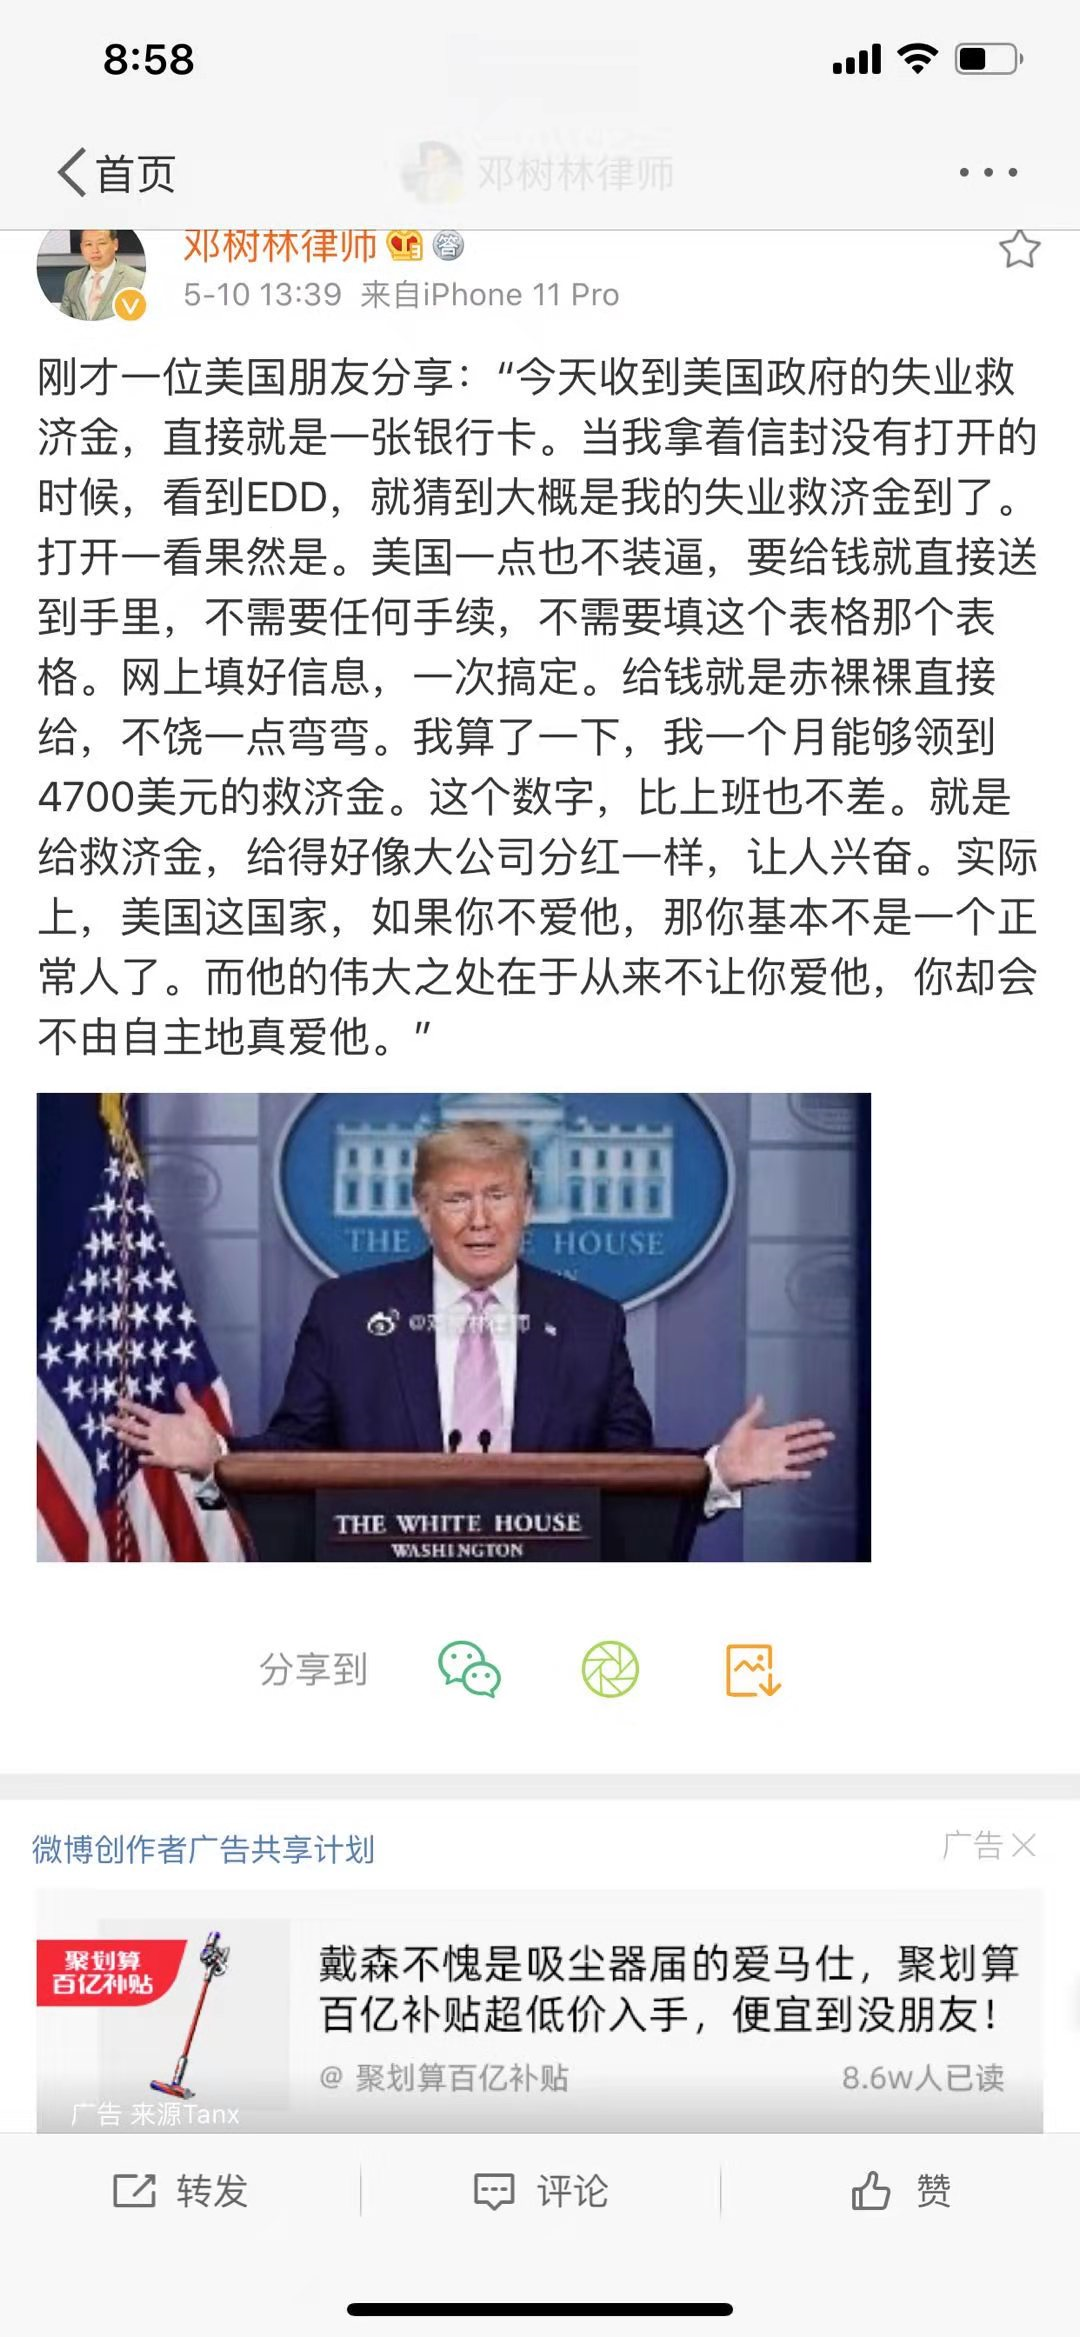 8:58
首页
邓树林律师
邓树林律师
答
5-10 13:39 来自iPhone 11 Pro
刚才一位美国朋友分享：“今天收到美国政府的失业救
济金，直接就是一张银行卡。当我拿着信封没有打开的
时候，看到EDD，就猜到大概是我的失业救济金到了。
打开一看果然是。美国一点也不装逼，要给钱就直接送
到手里，不需要任何手续，不需要填这个表格那个表
格。网上填好信息，一次搞定。给钱就是赤裸裸直接
给，不饶一点弯弯。我算了一下，我一个月能够领到
4700美元的救济金。这个数字，比上班也不差。就是
给救济金，给得好像大公司分红一样，让人兴奋。实际
上，美国这国家，如果你不爱他，那你基本不是一个正
常人了。而他的伟大之处在于从来不让你爱他，你却会
不由自主地真爱他。”
THE HOUSE
@邓树林律师
THE WHITE HOUSE
WASHINGTON
分享到
微博创作者广告共享计划
广告
聚划算
百亿补贴
戴森不愧是吸尘器届的爱马仕，聚划算
百亿补贴超低价入手，便宜到没朋友！
@ 聚划算百亿补贴
8.6w人已读
广告 来源Tanx
转发
评论
赞